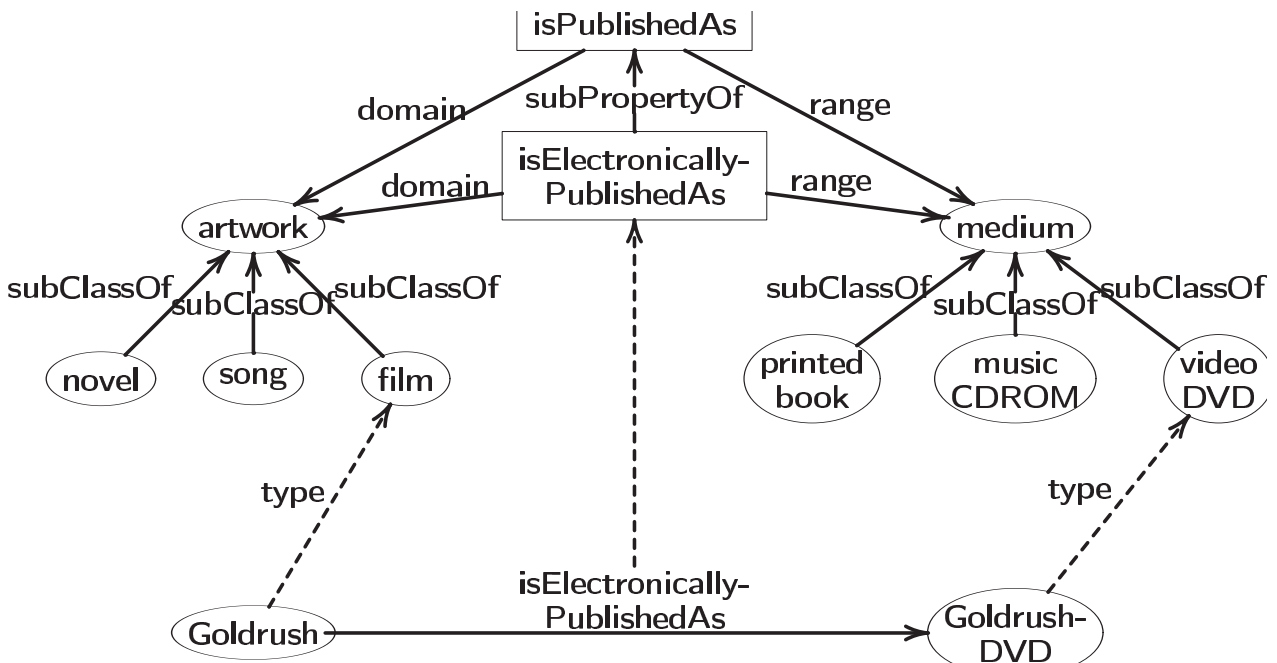 isPublishedAs
domain
subPropertyOf
range
isElectronically-
PublishedAs
domain
range
artwork
medium
subClassOf
subClassOf
subClassOf
subClassOf
subClassOf
subClassOf
novel
song
film
printed
book
music
CDROM
video
DVD
type
type
isElectronically-
PublishedAs
Goldrush
Goldrush-
DVD